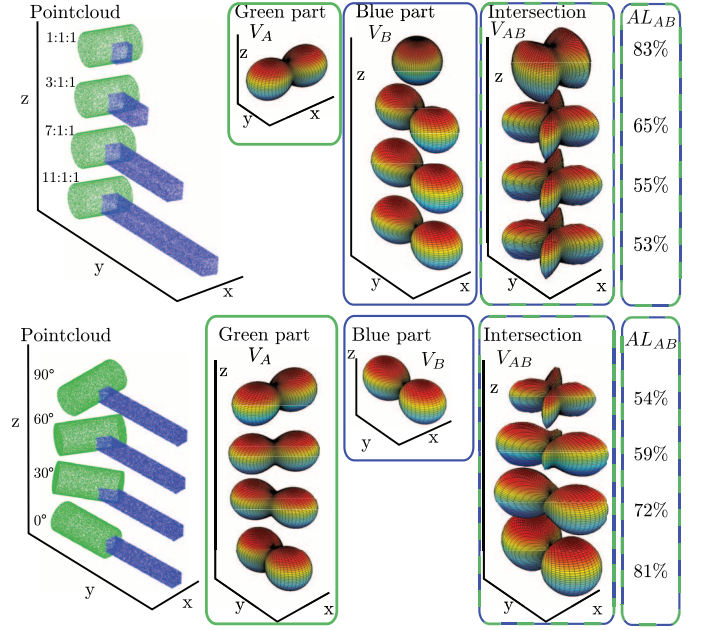 Pointcloud
Green part
Blue part
Intersection
AL_AB
V_A
V_B
V_AB
1:1:1
3:1:1
7:1:1
11:1:1
z
y
x
z
y
x
z
y
x
z
y
x
83%
65%
55%
53%
Pointcloud
Green part
Blue part
Intersection
AL_AB
V_A
V_B
V_AB
90°
60°
30°
0°
z
y
x
z
y
x
z
y
x
z
y
x
54%
59%
72%
81%